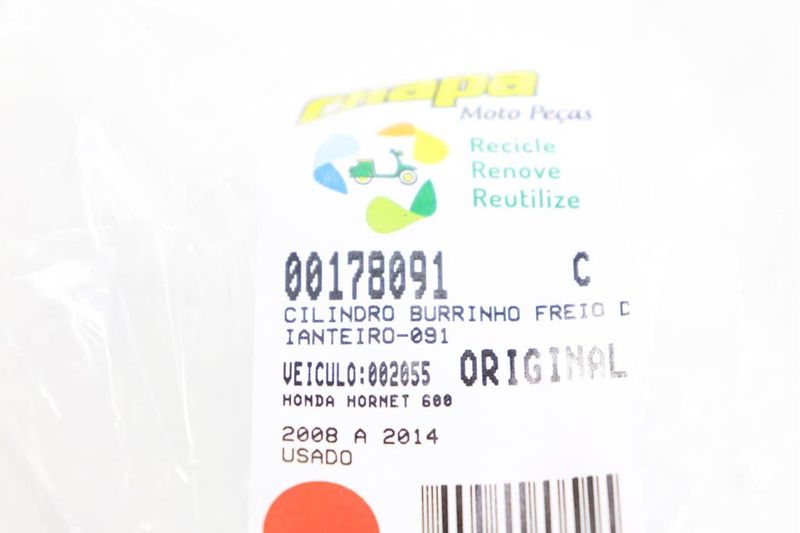 Chapa
Moto Peças
Recicle
Renove
Reutilize
00178091 C
CILINDRO BURRINHO FREIO D
IANTEIRO-091
VEICULO:002055 ORIGINAL
HONDA HORNET 600
2008 A 2014
USADO